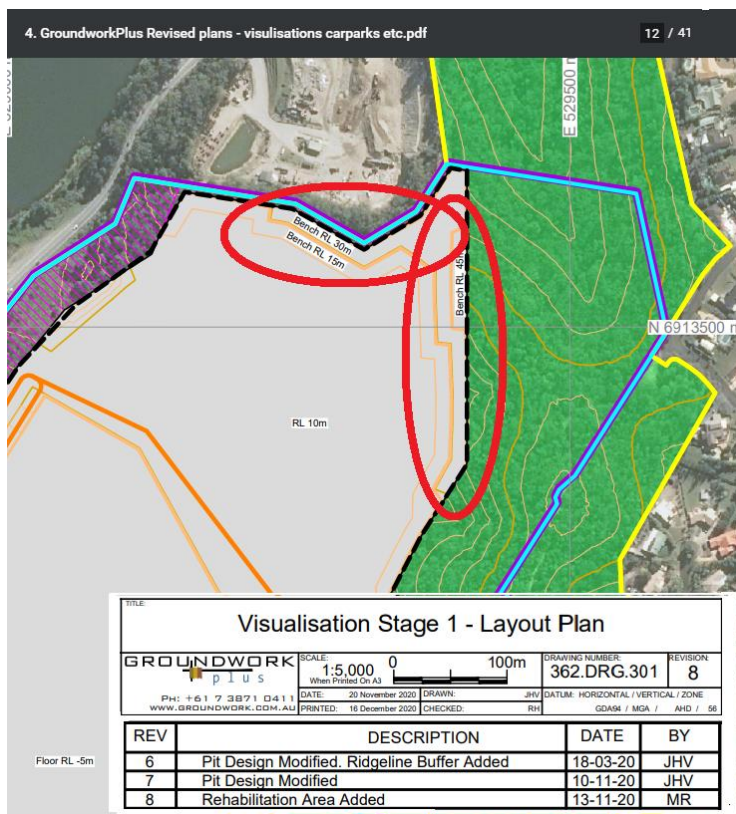 4. GroundworkPlus Revised plans - visulisations carparks etc.pdf
12 / 41
E 529500 m
Bench RL 30m
Bench RL 15m
Bench RL 45m
N 6913500 m
RL 10m
Floor RL -5m
TITLE:
Visualisation Stage 1 - Layout Plan
GROUNDWORK
plus
PH: +61 7 3871 0411
WWW.GROUNDWORK.COM.AU
SCALE:
1:5,000
When Printed On A3
0 100m
DRAWING NUMBER:
362.DRG.301
REVISION:
8
DATE: 20 November 2020
DRAWN: JHV
DATUM: HORIZONTAL / VERTICAL / ZONE
PRINTED: 16 December 2020
CHECKED: RH
GDA94 / MGA / AHD / 56
REV DESCRIPTION DATE BY
6 Pit Design Modified. Ridgeline Buffer Added 18-03-20 JHV
7 Pit Design Modified 10-11-20 JHV
8 Rehabilitation Area Added 13-11-20 MR